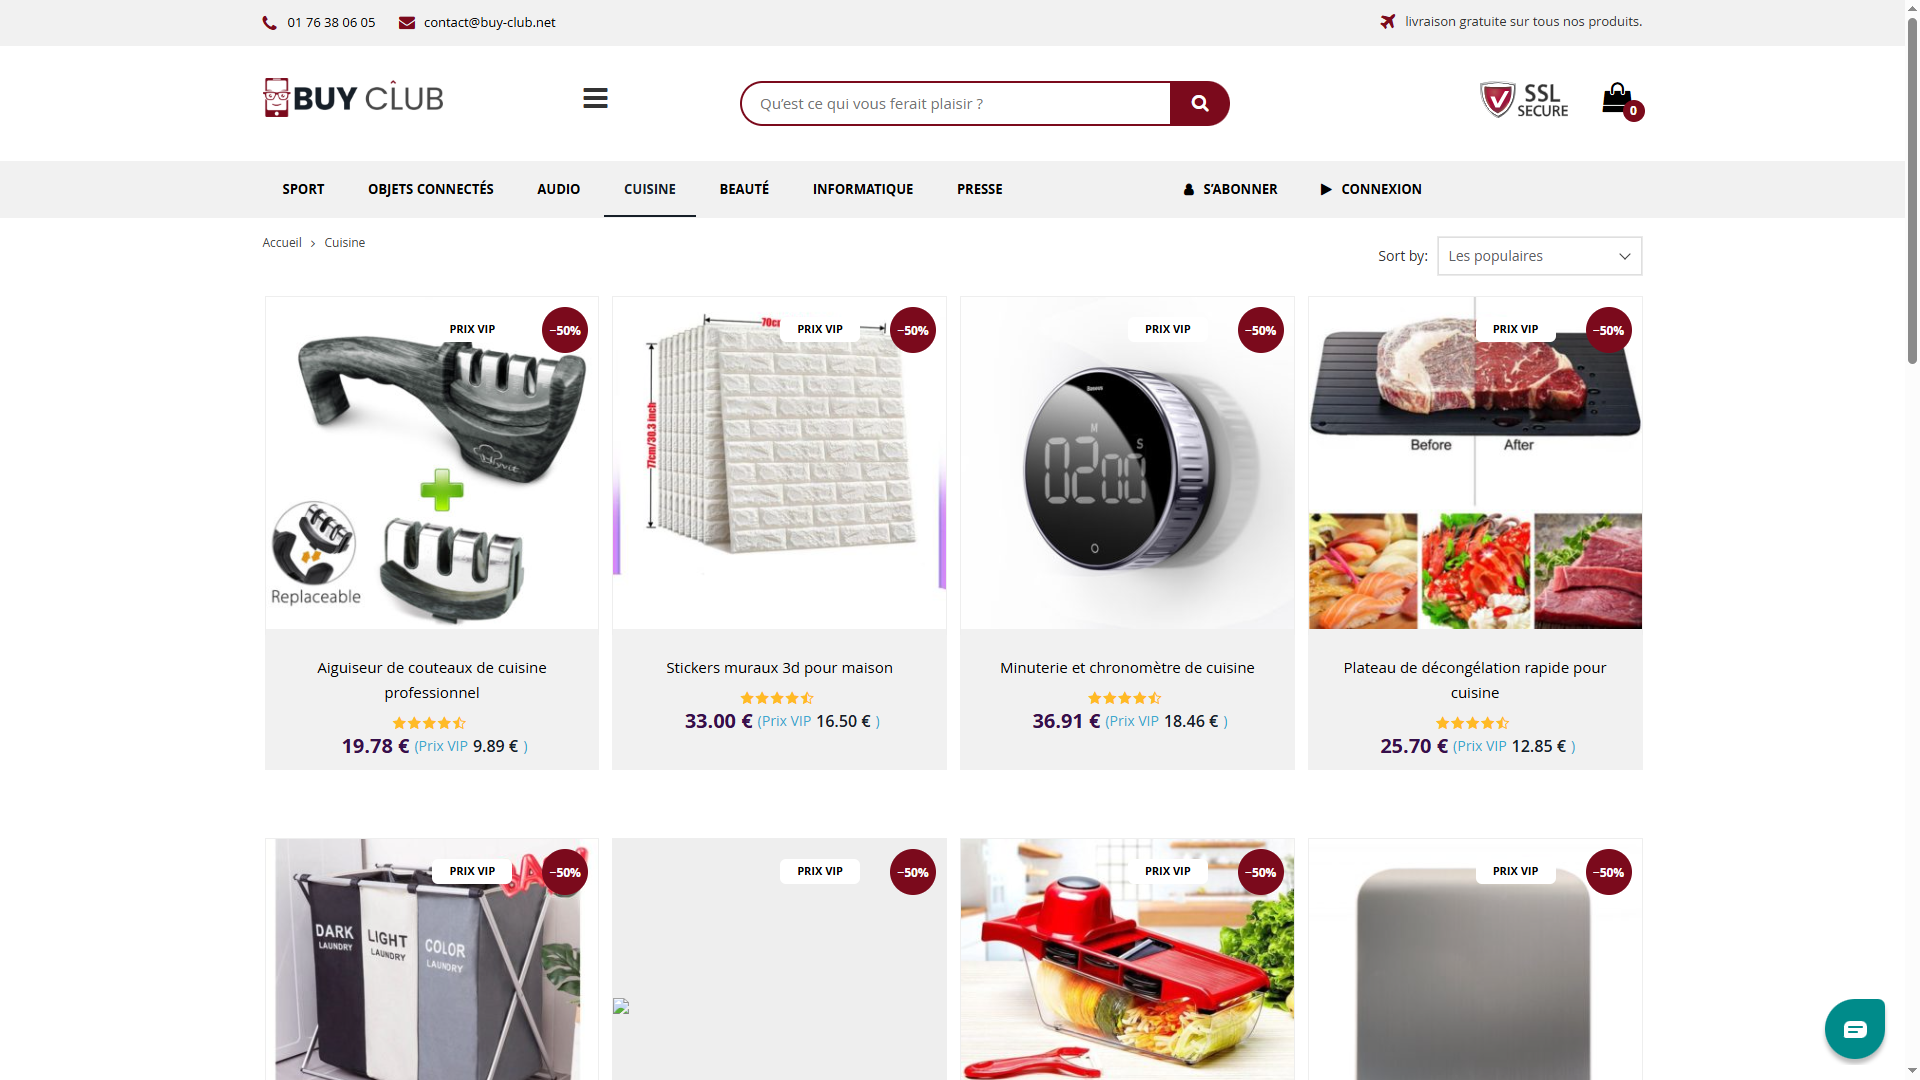 01 76 38 06 05
contact@buy-club.net
livraison gratuite sur tous nos produits.
BUY CLUB
Qu'est ce qui vous ferait plaisir ?
SSL
SECURE
0
SPORT
OBJETS CONNECTÉS
AUDIO
CUISINE
BEAUTÉ
INFORMATIQUE
PRESSE
S'ABONNER
CONNEXION
Accueil > Cuisine
Sort by:
Les populaires
PRIX VIP
-50%
Replaceable
Aiguiseur de couteaux de cuisine
professionnel
19.78 € (Prix VIP 9.89 € )
70c
PRIX VIP
-50%
77cm/30.3 inch
Stickers muraux 3d pour maison
33.00 € (Prix VIP 16.50 € )
PRIX VIP
-50%
Baseus
M
S
02 00
Minuterie et chronomètre de cuisine
36.91 € (Prix VIP 18.46 € )
PRIX VIP
-50%
Before
After
Plateau de décongélation rapide pour
cuisine
25.70 € (Prix VIP 12.85 € )
PRIX VIP
-50%
DARK
LAUNDRY
LIGHT
LAUNDRY
COLOR
LAUNDRY
PRIX VIP
-50%
PRIX VIP
-50%
PRIX VIP
-50%